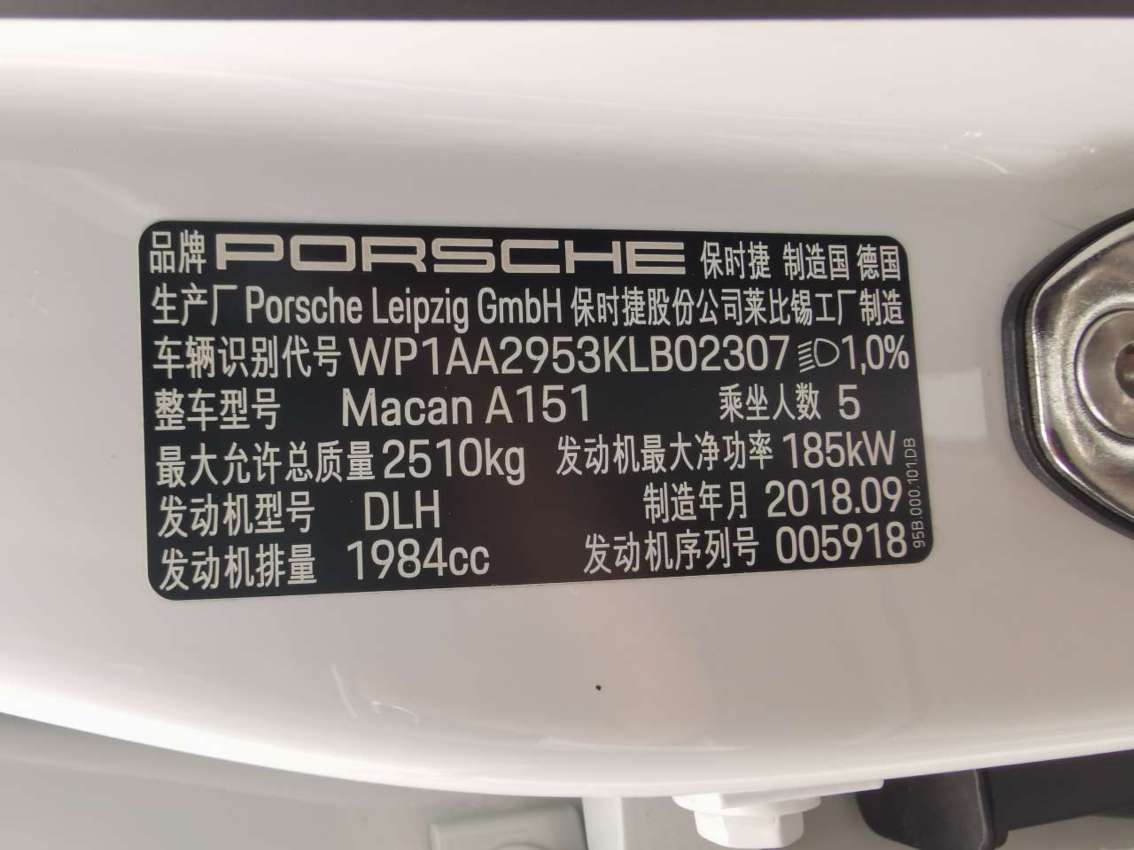 品牌 PORSCHE 保时捷 制造国 德国
生产厂 Porsche Leipzig GmbH 保时捷股份公司莱比锡工厂制造
车辆识别代号 WP1AA2953KLB02307 1,0%
整车型号 Macan A151 乘坐人数 5
最大允许总质量 2510kg 发动机最大净功率 185kW
发动机型号 DLH 制造年月 2018.09
发动机排量 1984cc 发动机序列号 005918
95B.000.101.DB